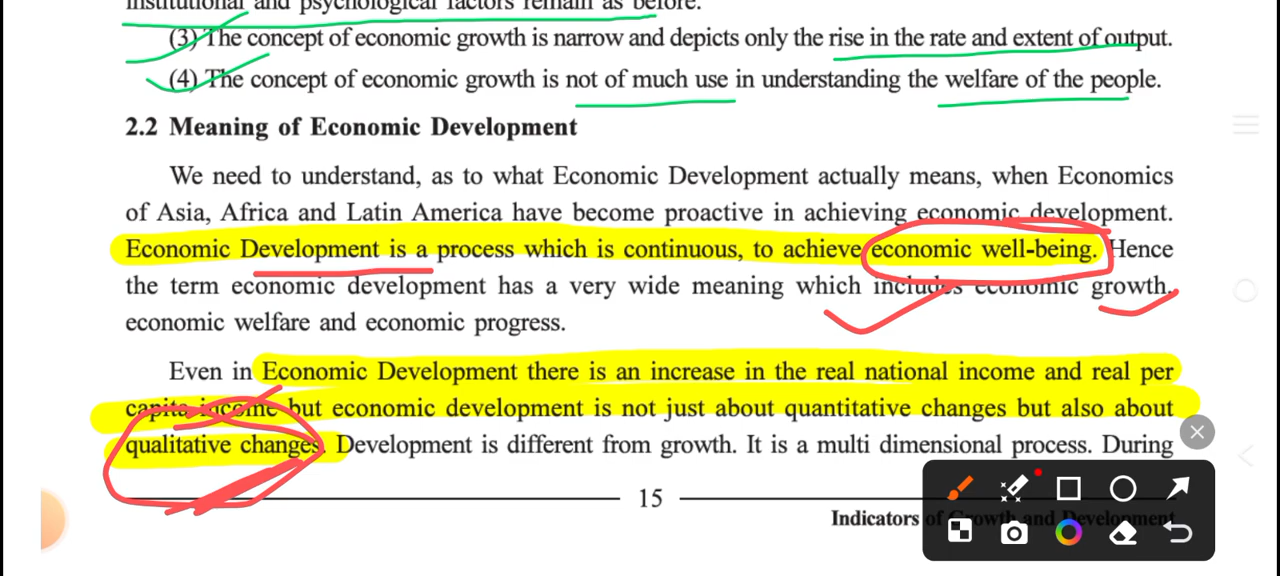 institutional and psychological factors remain as before.
(3) The concept of economic growth is narrow and depicts only the rise in the rate and extent of output.
(4) The concept of economic growth is not of much use in understanding the welfare of the people.
2.2 Meaning of Economic Development
We need to understand, as to what Economic Development actually means, when Economics
of Asia, Africa and Latin America have become proactive in achieving economic development.
Economic Development is a process which is continuous, to achieve economic well-being. Hence
the term economic development has a very wide meaning which includes economic growth,
economic welfare and economic progress.
Even in Economic Development there is an increase in the real national income and real per
capita income but economic development is not just about quantitative changes but also about
qualitative changes. Development is different from growth. It is a multi dimensional process. During
15
Indicators of Growth and Development